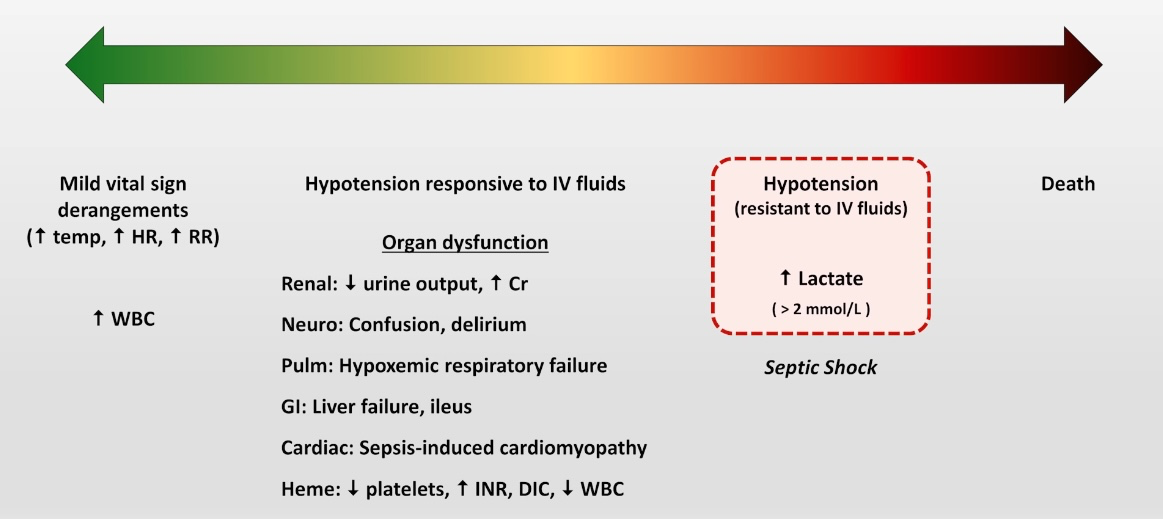 Mild vital sign
derangements
(↑ temp, ↑ HR, ↑ RR)
↑ WBC
Hypotension responsive to IV fluids
Organ dysfunction
Renal: ↓ urine output, ↑ Cr
Neuro: Confusion, delirium
Pulm: Hypoxemic respiratory failure
GI: Liver failure, ileus
Cardiac: Sepsis-induced cardiomyopathy
Heme: ↓ platelets, ↑ INR, DIC, ↓ WBC
Hypotension
(resistant to IV fluids)
↑ Lactate
( > 2 mmol/L )
Septic Shock
Death